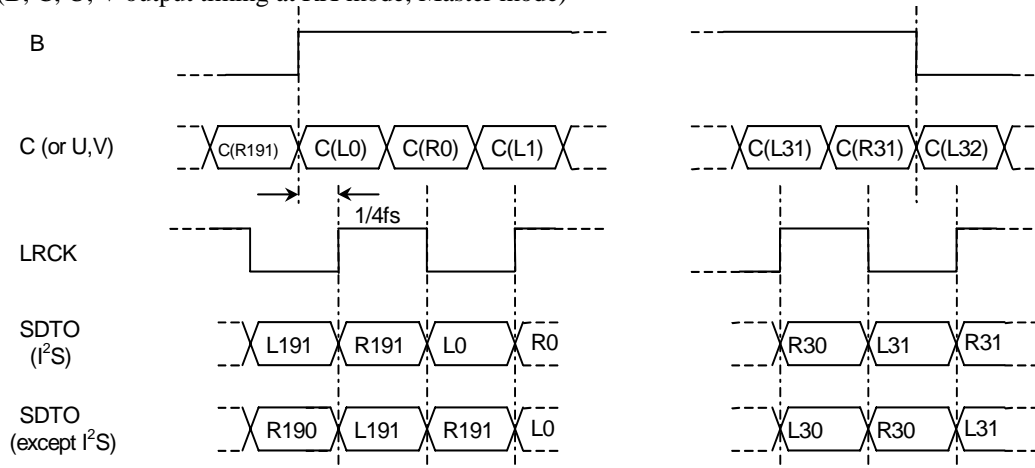 (B, C, U, V output timing at RX mode, Master mode)
B
C (or U,V)
C(R191) C(L0) C(R0) C(L1) C(L31) C(R31) C(L32)
1/4fs
LRCK
SDTO
(I²S)
L191 R191 L0 R0 R30 L31 R31
SDTO
(except I²S)
R190 L191 R191 L0 L30 R30 L31